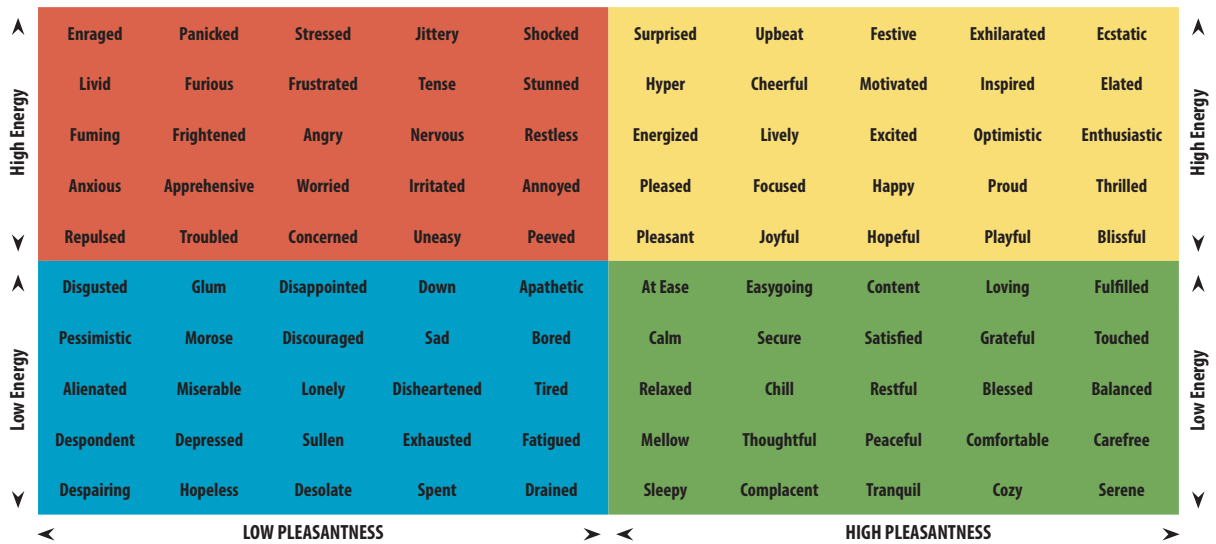 Enraged Panicked Stressed Jittery Shocked Surprised Upbeat Festive Exhilarated Ecstatic
Livid Furious Frustrated Tense Stunned Hyper Cheerful Motivated Inspired Elated
Fuming Frightened Angry Nervous Restless Energized Lively Excited Optimistic Enthusiastic
Anxious Apprehensive Worried Irritated Annoyed Pleased Focused Happy Proud Thrilled
Repulsed Troubled Concerned Uneasy Peeved Pleasant Joyful Hopeful Playful Blissful
High Energy
High Energy
Disgusted Glum Disappointed Down Apathetic At Ease Easygoing Content Loving Fulfilled
Pessimistic Morose Discouraged Sad Bored Calm Secure Satisfied Grateful Touched
Alienated Miserable Lonely Disheartened Tired Relaxed Chill Restful Blessed Balanced
Despondent Depressed Sullen Exhausted Fatigued Mellow Thoughtful Peaceful Comfortable Carefree
Despairing Hopeless Desolate Spent Drained Sleepy Complacent Tranquil Cozy Serene
Low Energy
Low Energy
LOW PLEASANTNESS HIGH PLEASANTNESS